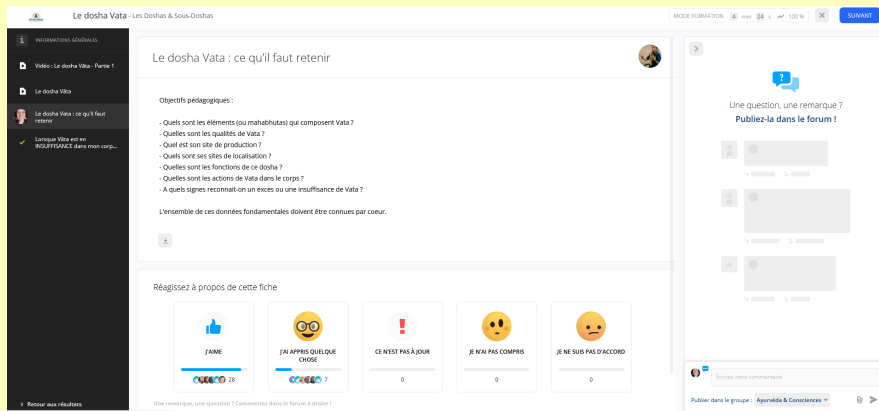 Le dosha Vata - Les Doshas & Sous-Doshas
MODE FORMATION 4 min 24 s 100 %
SUIVANT
INFORMATIONS GÉNÉRALES
Vidéo : Le dosha Vâta - Partie 1
Le dosha Vâta
Le dosha Vata : ce qu'il faut
retenir
Lorsque Vâta est en
INSUFFISANCE dans mon corp...
Retour aux résultats
Le dosha Vata : ce qu'il faut retenir
Objectifs pédagogiques :
- Quels sont les éléments (ou mahabhutas) qui composent Vata ?
- Quelles sont les qualités de Vata ?
- Quel est son site de production ?
- Quels sont ses sites de localisation ?
- Quelles sont les fonctions de ce dosha ?
- Quelles sont les actions de Vata dans le corps ?
- A quels signes reconnait-on un excès ou une insuffisance de Vata ?
L'ensemble de ces données fondamentales doivent être connues par coeur.
Réagissez à propos de cette fiche
J'AIME
28
J'AI APPRIS QUELQUE
CHOSE
7
CE N'EST PAS À JOUR
0
JE N'AI PAS COMPRIS
0
JE NE SUIS PAS D'ACCORD
0
Une remarque, une question ? Commentez dans le forum à droite !
Une question, une remarque ?
Publiez-la dans le forum !
Écrivez votre commentaire
Publier dans le groupe : Ayurvéda & Consciences